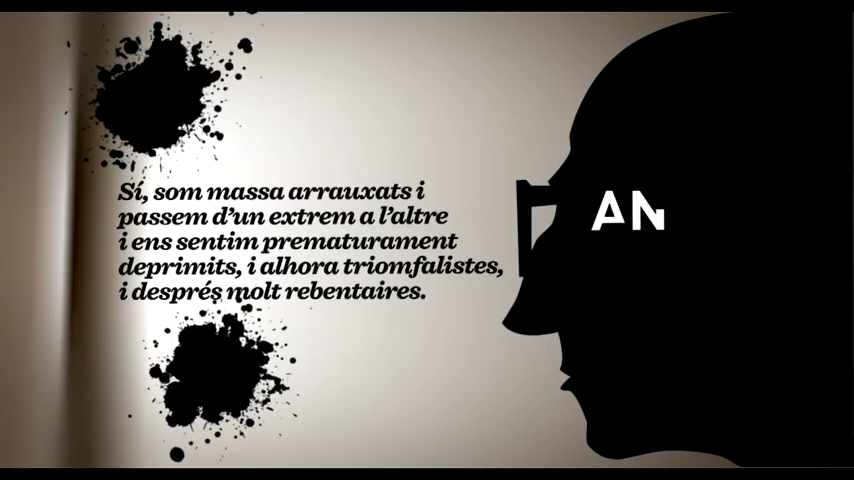 Sí, som massa arrauxats i
passem d'un extrem a l'altre
i ens sentim prematurament
deprimits, i alhora triomfalistes,
i després molt rebentaires.
AN